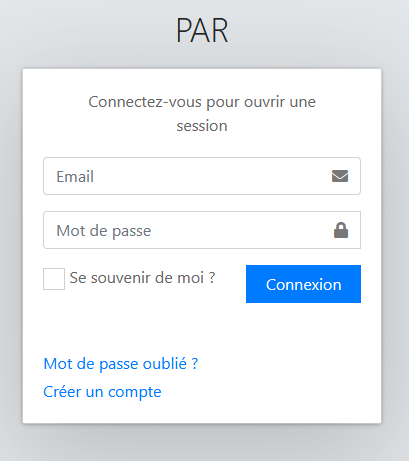 PAR
Connectez-vous pour ouvrir une
session
Email
Mot de passe
Se souvenir de moi ?
Connexion
Mot de passe oublié ?
Créer un compte